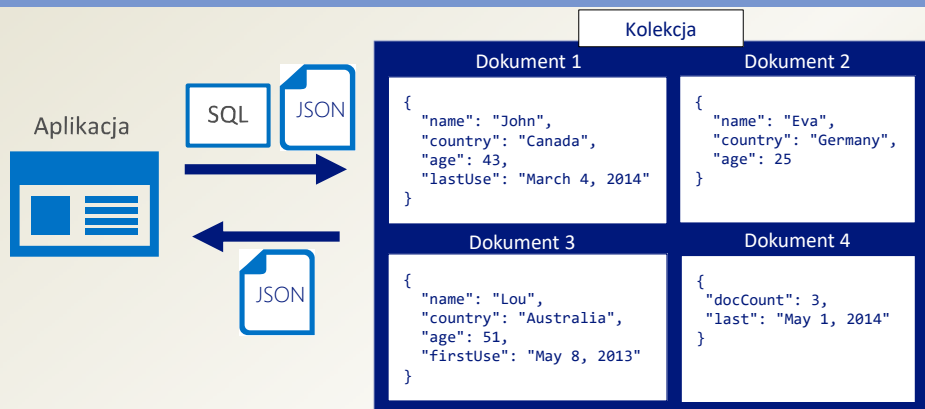 Kolekcja
Aplikacja
SQL
JSON
JSON
Dokument 1
{
"name": "John",
"country": "Canada",
"age": 43,
"lastUse": "March 4, 2014"
}
Dokument 2
{
"name": "Eva",
"country": "Germany",
"age": 25
}
Dokument 3
{
"name": "Lou",
"country": "Australia",
"age": 51,
"firstUse": "May 8, 2013"
}
Dokument 4
{
"docCount": 3,
"last": "May 1, 2014"
}